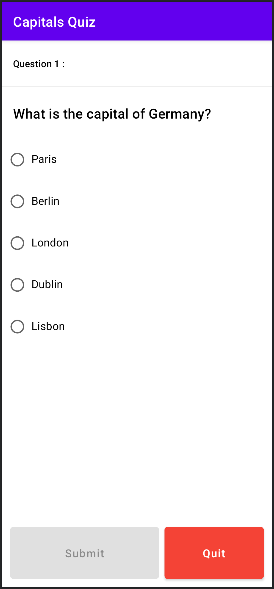 Capitals Quiz
Question 1 :
What is the capital of Germany?
Paris
Berlin
London
Dublin
Lisbon
Submit
Quit